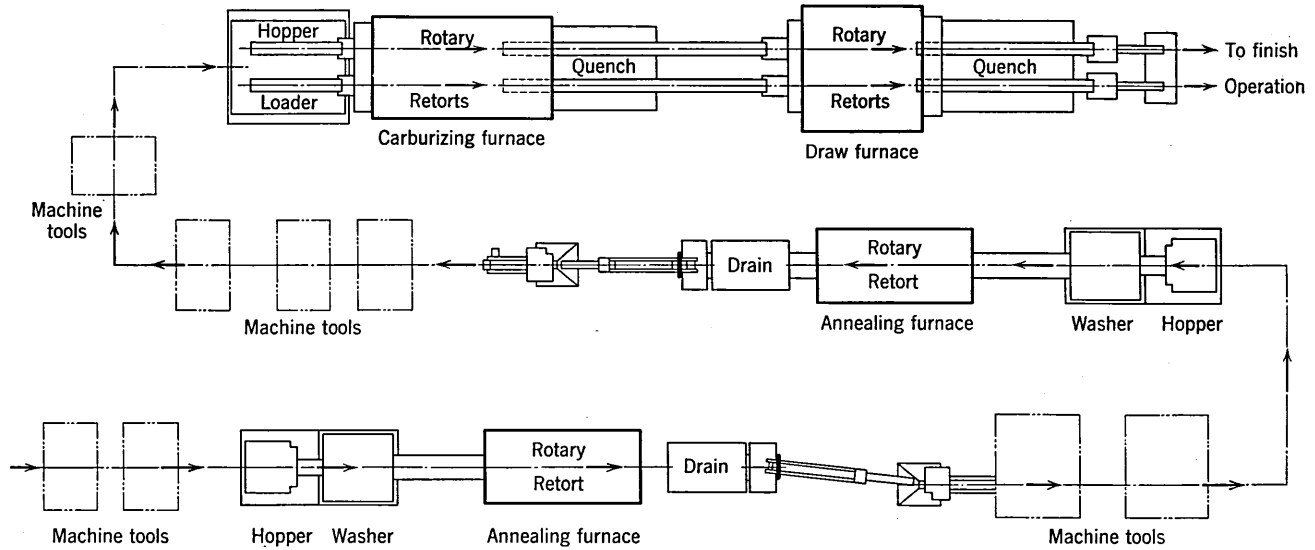 Hopper
Rotary
Rotary
To finish
Quench
Quench
Loader
Retorts
Retorts
Operation
Carburizing furnace
Draw furnace
Machine
tools
Drain
Rotary
Retort
Machine tools
Annealing furnace
Washer
Hopper
Rotary
Retort
Drain
Machine tools
Hopper
Washer
Annealing furnace
Machine tools